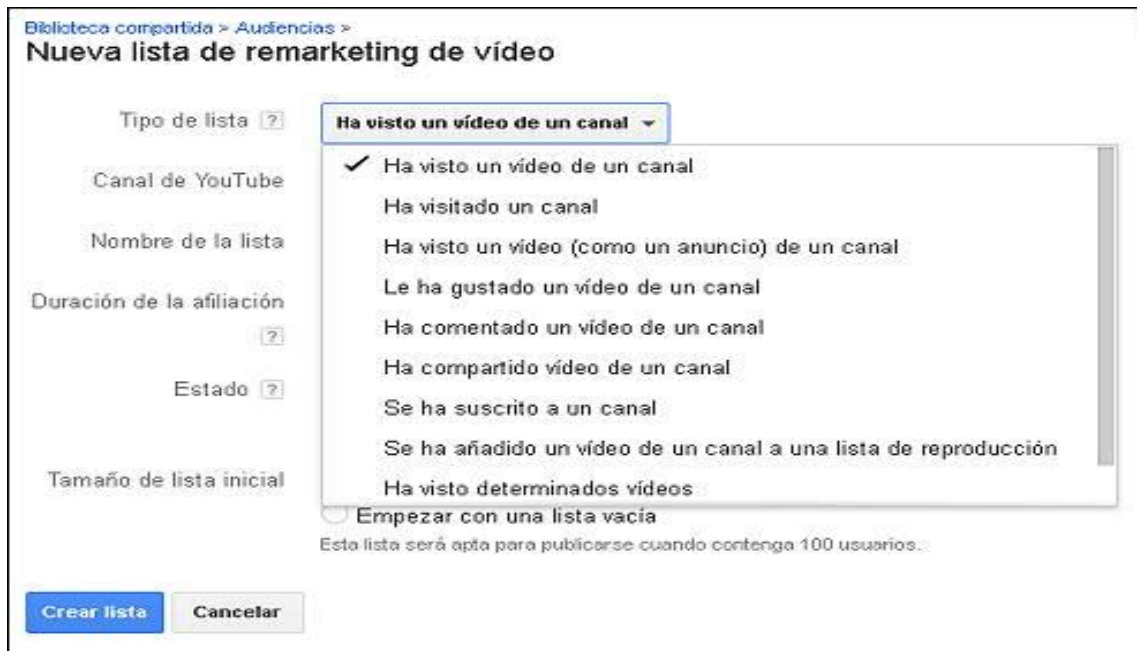 Biblioteca compartida > Audiencias >
Nueva lista de remarketing de vídeo
Tipo de lista [?]
Ha visto un vídeo de un canal
Canal de YouTube
Nombre de la lista
Duración de la afiliación
[?]
Estado [?]
Tamaño de lista inicial
Ha visto un vídeo de un canal
Ha visitado un canal
Ha visto un vídeo (como un anuncio) de un canal
Le ha gustado un vídeo de un canal
Ha comentado un vídeo de un canal
Ha compartido vídeo de un canal
Se ha suscrito a un canal
Se ha añadido un vídeo de un canal a una lista de reproducción
Ha visto determinados vídeos
Empezar con una lista vacía
Esta lista será apta para publicarse cuando contenga 100 usuarios.
Crear lista
Cancelar